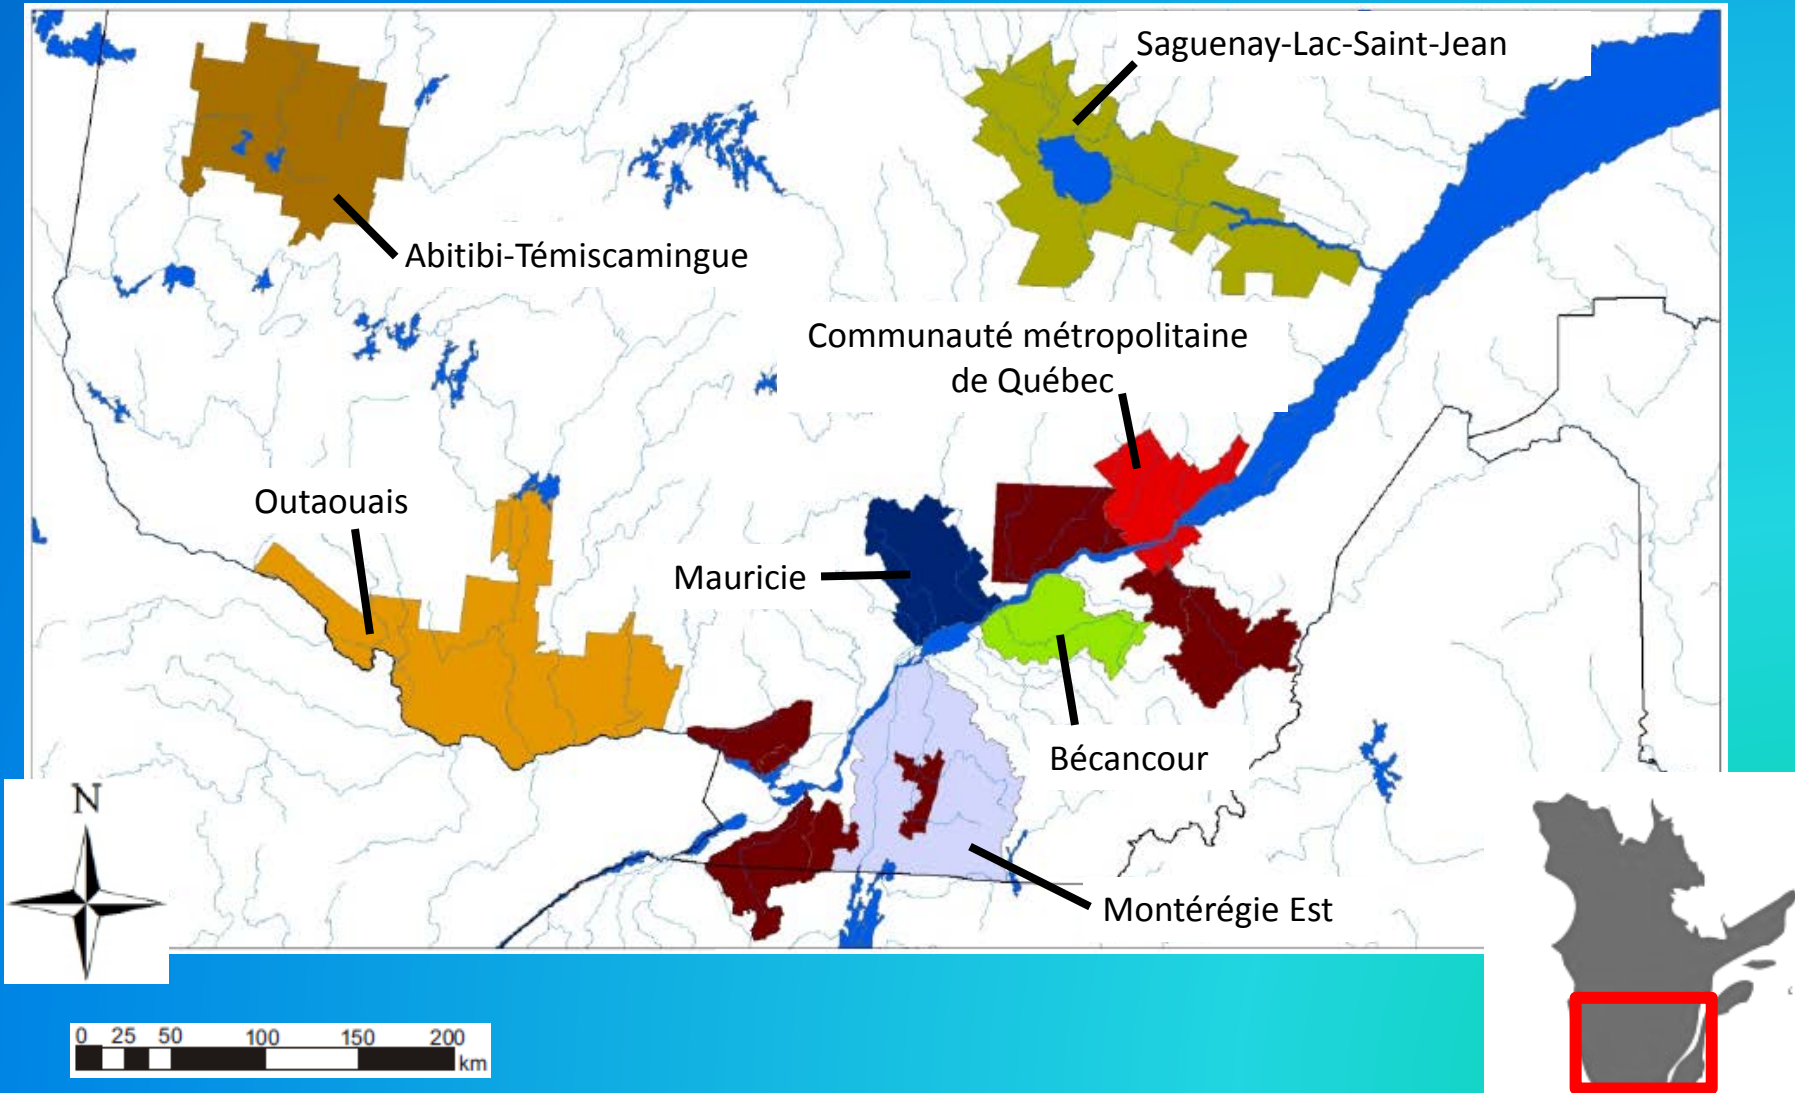 Saguenay-Lac-Saint-Jean
Abitibi-Témiscamingue
Communauté métropolitaine
de Québec
Outaouais
Mauricie
Bécancour
Montérégie Est
N
0 25 50 100 150 200
km